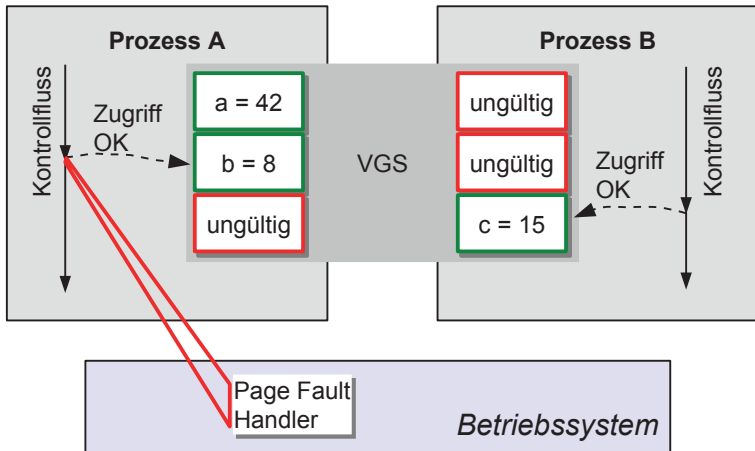 Prozess A
Kontrollfluss
Zugriff
OK
a = 42
b = 8
ungültig
VGS
Prozess B
ungültig
ungültig
c = 15
Zugriff
OK
Kontrollfluss
Page Fault
Handler
Betriebssystem